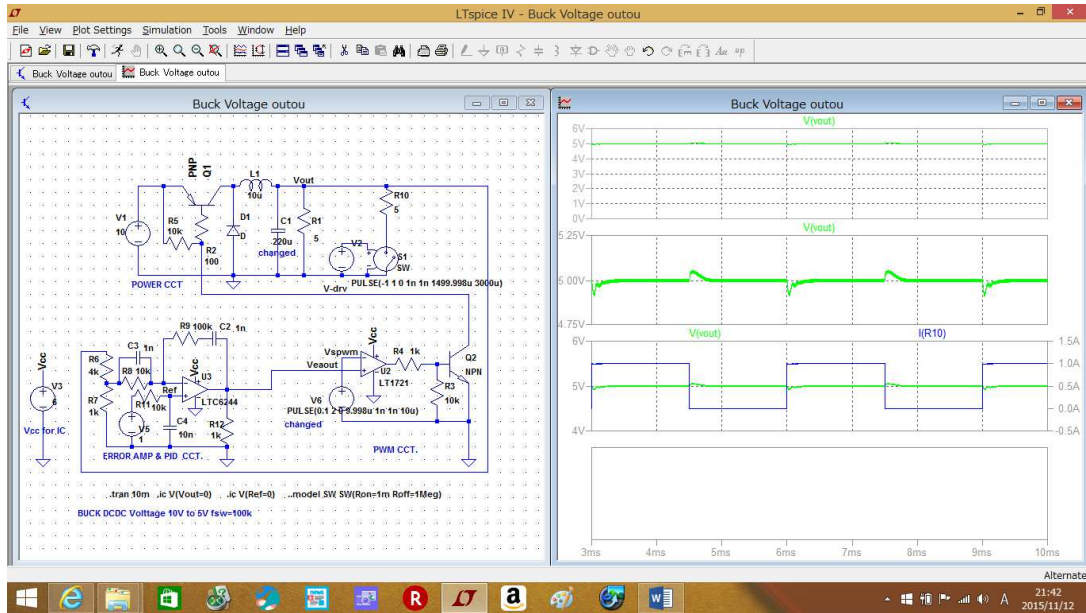 LTspice IV - Buck Voltage outou
File View Plot Settings Simulation Tools Window Help
Buck Voltage outou
Buck Voltage outou
Buck Voltage outou
PNP
Q1
L1
10u
Vout
R10
5
V1
10
R5
10k
R2
100
D1
D
C1
220u
changed
R1
5
V2
S1
SW
PULSE(-1 1 0 1n 1n 1499.998u 3000u)
POWER CCT
V-drv
R9 100k
C2 1n
C3 1n
R6
4k
R8 10k
Vcc
U3
LTC6244
Ref
R7
1k
R11 10k
V5
1
C4
10n
R12
1k
ERROR AMP & PID CCT.
Vcc
V3
6
Vcc for IC
Vspwm
Veaout
Vcc
U2
LT1721
R4 1k
Q2
NPN
R3
10k
V6
PULSE(0.1 2 0 9.998u 1n 1n 10u)
changed
PWM CCT.
.tran 10m .ic V(Vout=0) .ic V(Ref=0) ..model SW SW(Ron=1m Roff=1Meg)
BUCK DCDC Volttage 10V to 5V fsw=100k
Buck Voltage outou
V(vout)
6V
5V
4V
3V
2V
1V
0V
V(vout)
5.25V
5.00V
4.75V
V(vout) I(R10)
6V
5V
4V
1.5A
1.0A
0.5A
0.0A
-0.5A
3ms 4ms 5ms 6ms 7ms 8ms 9ms 10ms
Alternate
A
21:42
2015/11/12